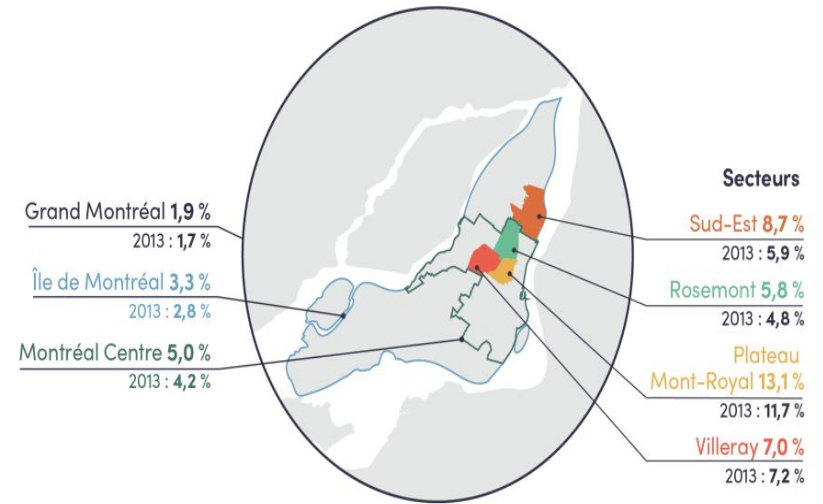 Grand Montréal 1,9 %
2013 : 1,7 %
Île de Montréal 3,3 %
2013 : 2,8 %
Montréal Centre 5,0 %
2013 : 4,2 %
Secteurs
Sud-Est 8,7 %
2013 : 5,9 %
Rosemont 5,8 %
2013 : 4,8 %
Plateau
Mont-Royal 13,1 %
2013 : 11,7 %
Villeray 7,0 %
2013 : 7,2 %